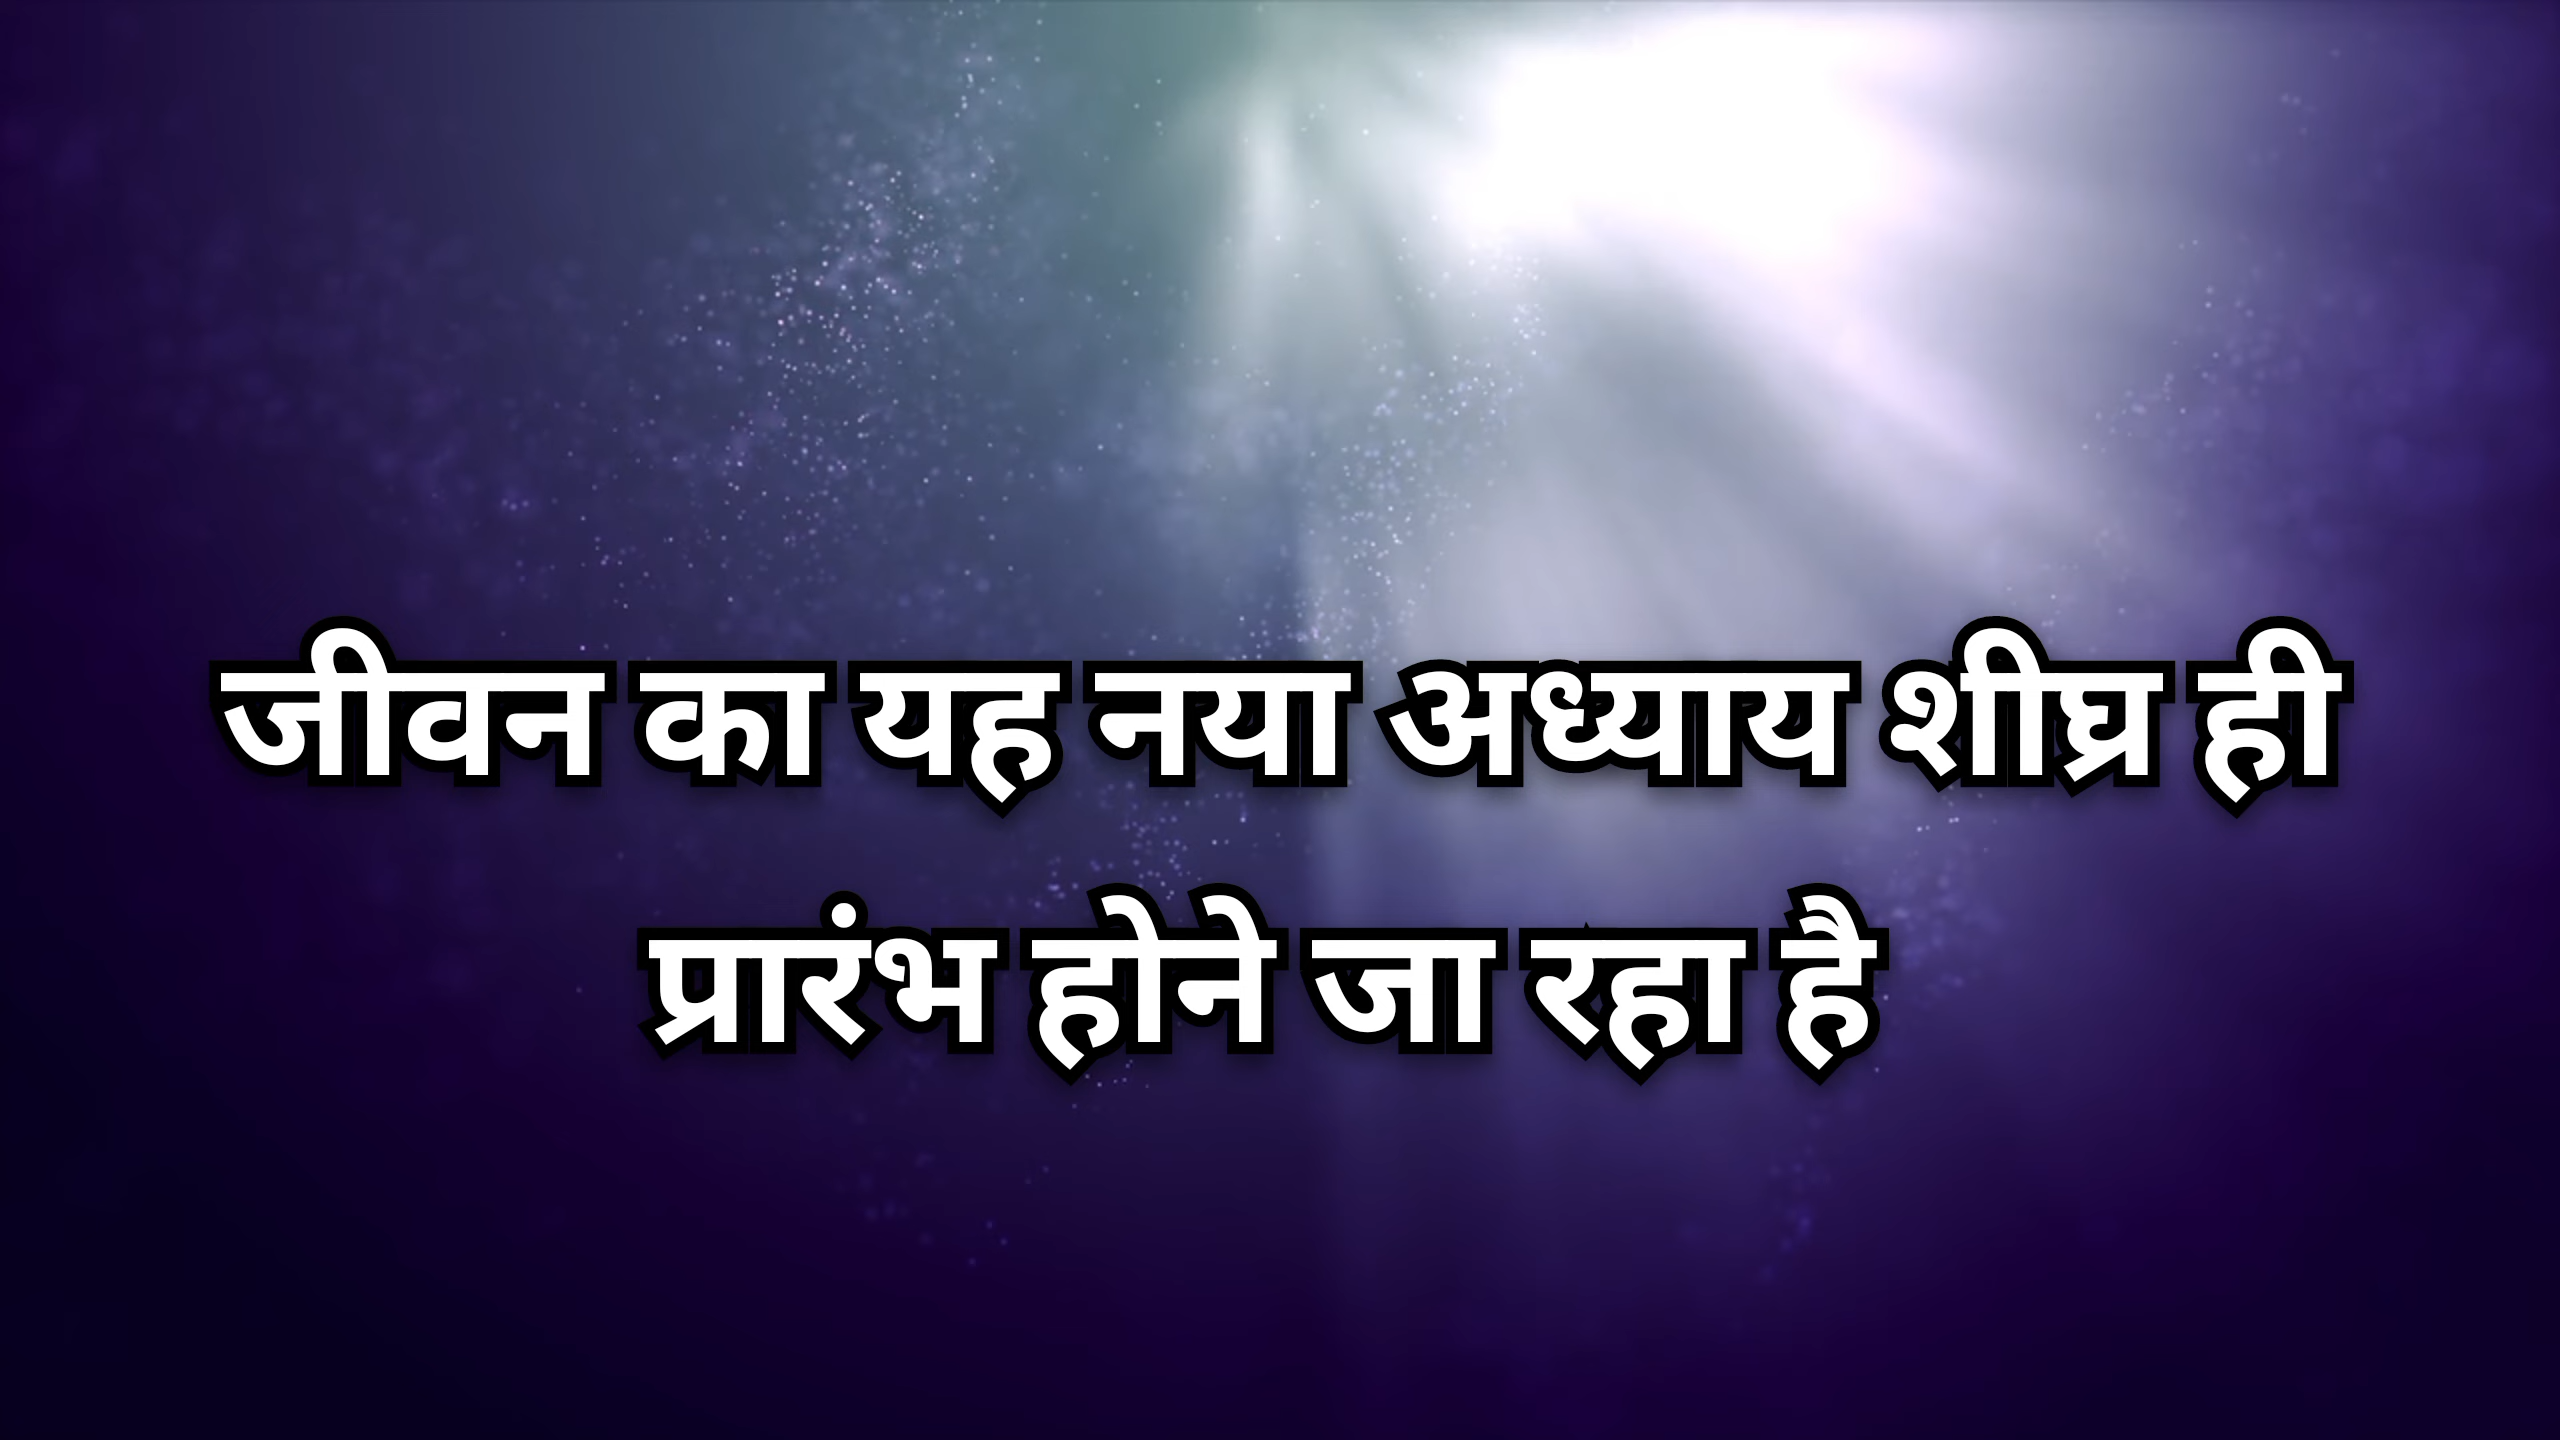 जीवन का यह नया अध्याय शीघ्र ही
प्रारंभ होने जा रहा है